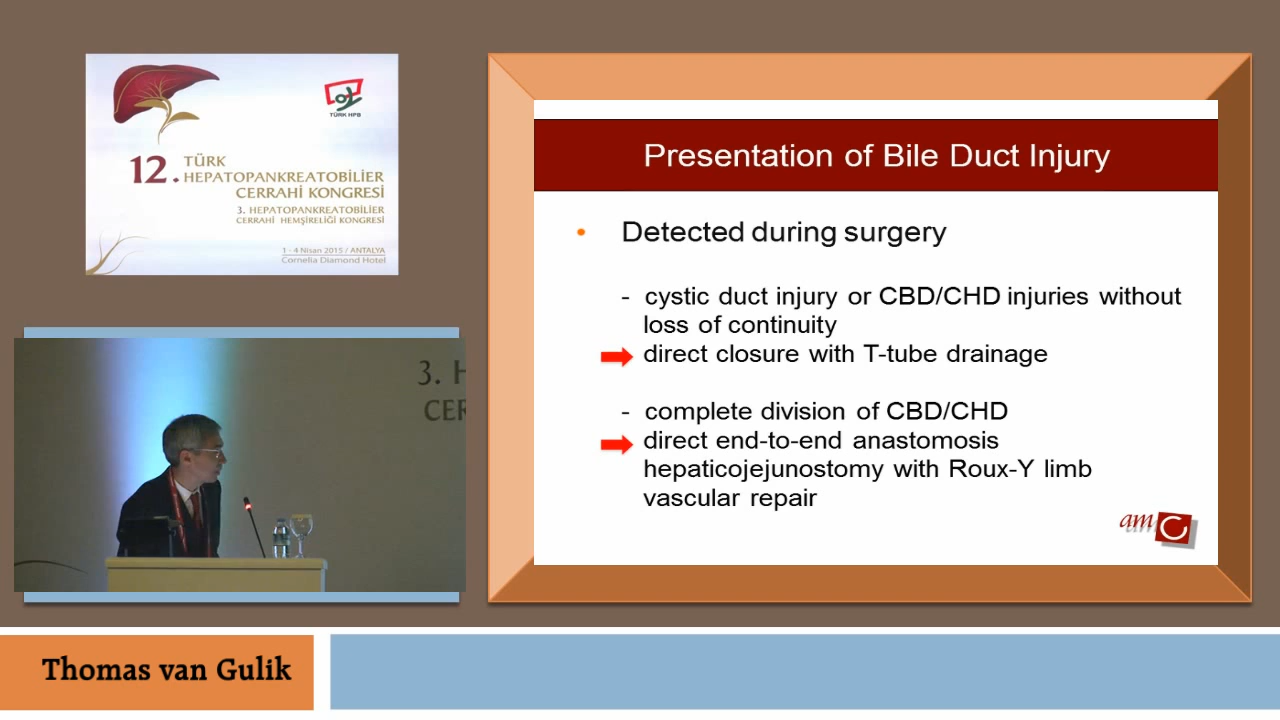 TÜRK HPB
12. TÜRK
HEPATOPANKREATOBİLİER
CERRAHİ KONGRESİ
3. HEPATOPANKREATOBİLİER
CERRAHİ HEMŞİRELİĞİ KONGRESİ
1 - 4 Nisan 2015 / ANTALYA
Cornelia Diamond Hotel
3. H
CER
Presentation of Bile Duct Injury
• Detected during surgery
- cystic duct injury or CBD/CHD injuries without
loss of continuity
direct closure with T-tube drainage
- complete division of CBD/CHD
direct end-to-end anastomosis
hepaticojejunostomy with Roux-Y limb
vascular repair
amc
Thomas van Gulik